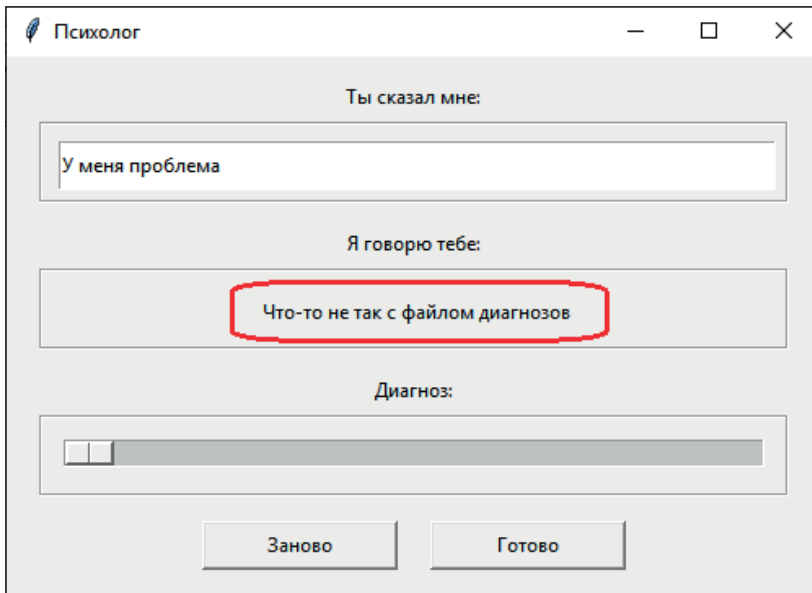 Психолог
Ты сказал мне:
У меня проблема
Я говорю тебе:
Что-то не так с файлом диагнозов
Диагноз:
Заново
Готово